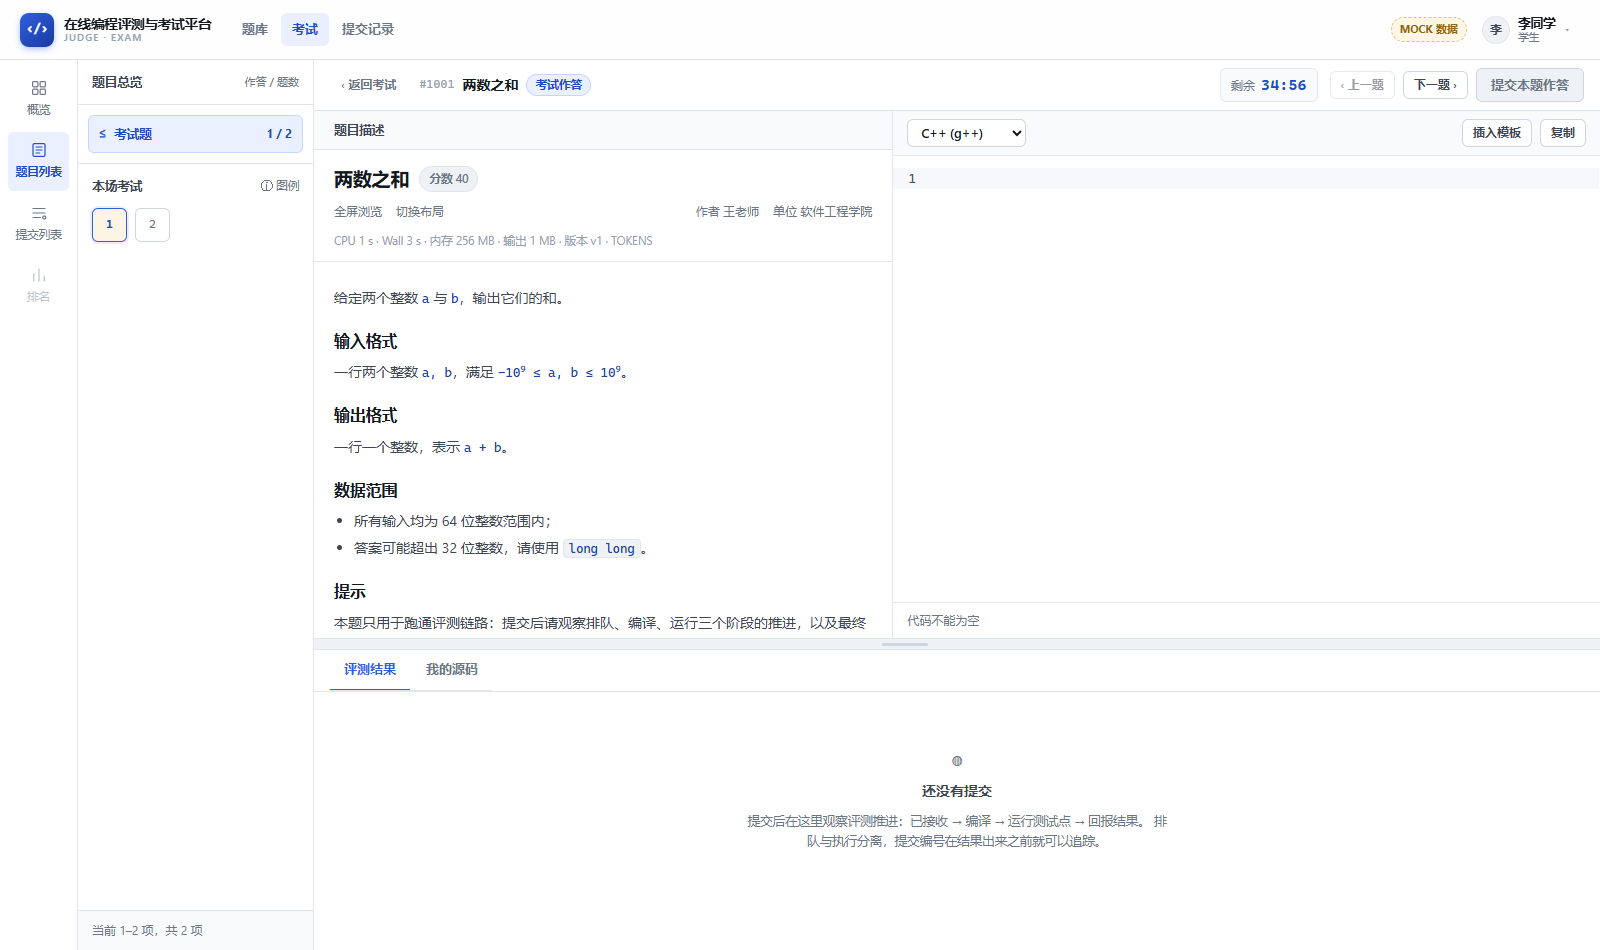 </> 在线编程评测与考试平台
JUDGE · EXAM
题库 考试 提交记录
MOCK 数据
李 李同学
学生
概览
题目列表
提交列表
排名
题目总览 作答 / 题数
≤ 考试题 1 / 2
本场考试 ⓘ 图例
1 2
当前 1–2 项，共 2 项
‹ 返回考试 #1001 两数之和 考试作答
剩余 34:56 ‹ 上一题 下一题 › 提交本题作答
题目描述
两数之和 分数 40
全屏浏览 切换布局 作者 王老师 单位 软件工程学院
CPU 1 s · Wall 3 s · 内存 256 MB · 输出 1 MB · 版本 v1 · TOKENS
给定两个整数 a 与 b，输出它们的和。
输入格式
一行两个整数 a, b，满足 −10⁹ ≤ a, b ≤ 10⁹。
输出格式
一行一个整数，表示 a + b。
数据范围
• 所有输入均为 64 位整数范围内；
• 答案可能超出 32 位整数，请使用 long long。
提示
本题只用于跑通评测链路：提交后请观察排队、编译、运行三个阶段的推进，以及最终
C++ (g++) 插入模板 复制
1
代码不能为空
评测结果 我的源码
还没有提交
提交后在这里观察评测推进：已接收 → 编译 → 运行测试点 → 回报结果。 排
队与执行分离，提交编号在结果出来之前就可以追踪。